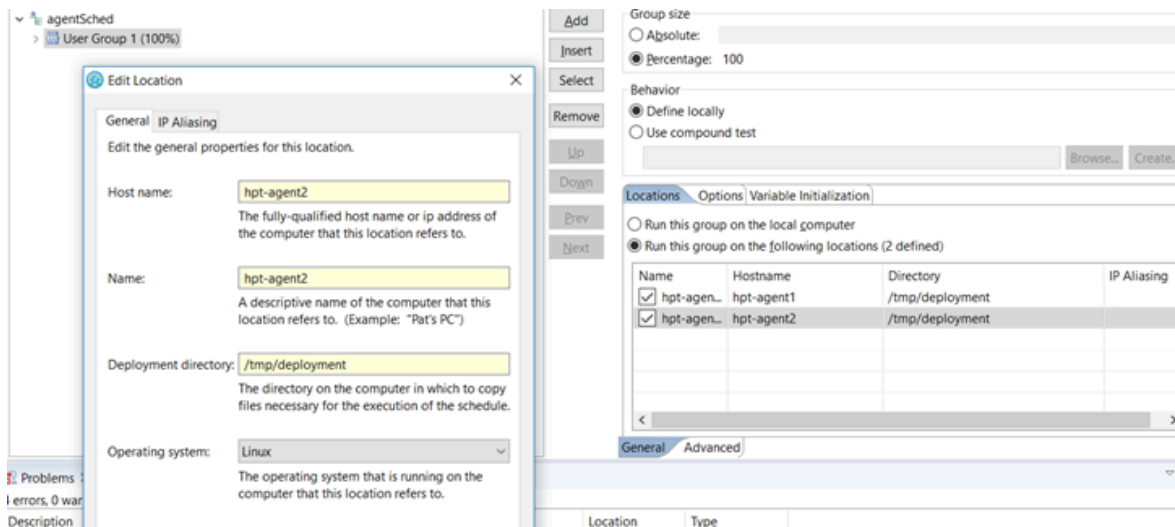 agentSched
User Group 1 (100%)
Edit Location
General
IP Aliasing
Edit the general properties for this location.
Host name:
hpt-agent2
The fully-qualified host name or ip address of
the computer that this location refers to.
Name:
hpt-agent2
A descriptive name of the computer that this
location refers to. (Example: "Pat's PC")
Deployment directory:
/tmp/deployment
The directory on the computer in which to copy
files necessary for the execution of the schedule.
Operating system:
Linux
The operating system that is running on the
computer that this location refers to.
Add
Insert
Select
Remove
Up
Down
Prev
Next
Group size
Absolute:
Percentage: 100
Behavior
Define locally
Use compound test
Browse...
Create.
Locations
Options
Variable Initialization
Run this group on the local computer
Run this group on the following locations (2 defined)
Name Hostname Directory IP Aliasing
hpt-agen... hpt-agent1 /tmp/deployment
hpt-agen... hpt-agent2 /tmp/deployment
General
Advanced
Problems
errors, 0 war
Description
Location
Type